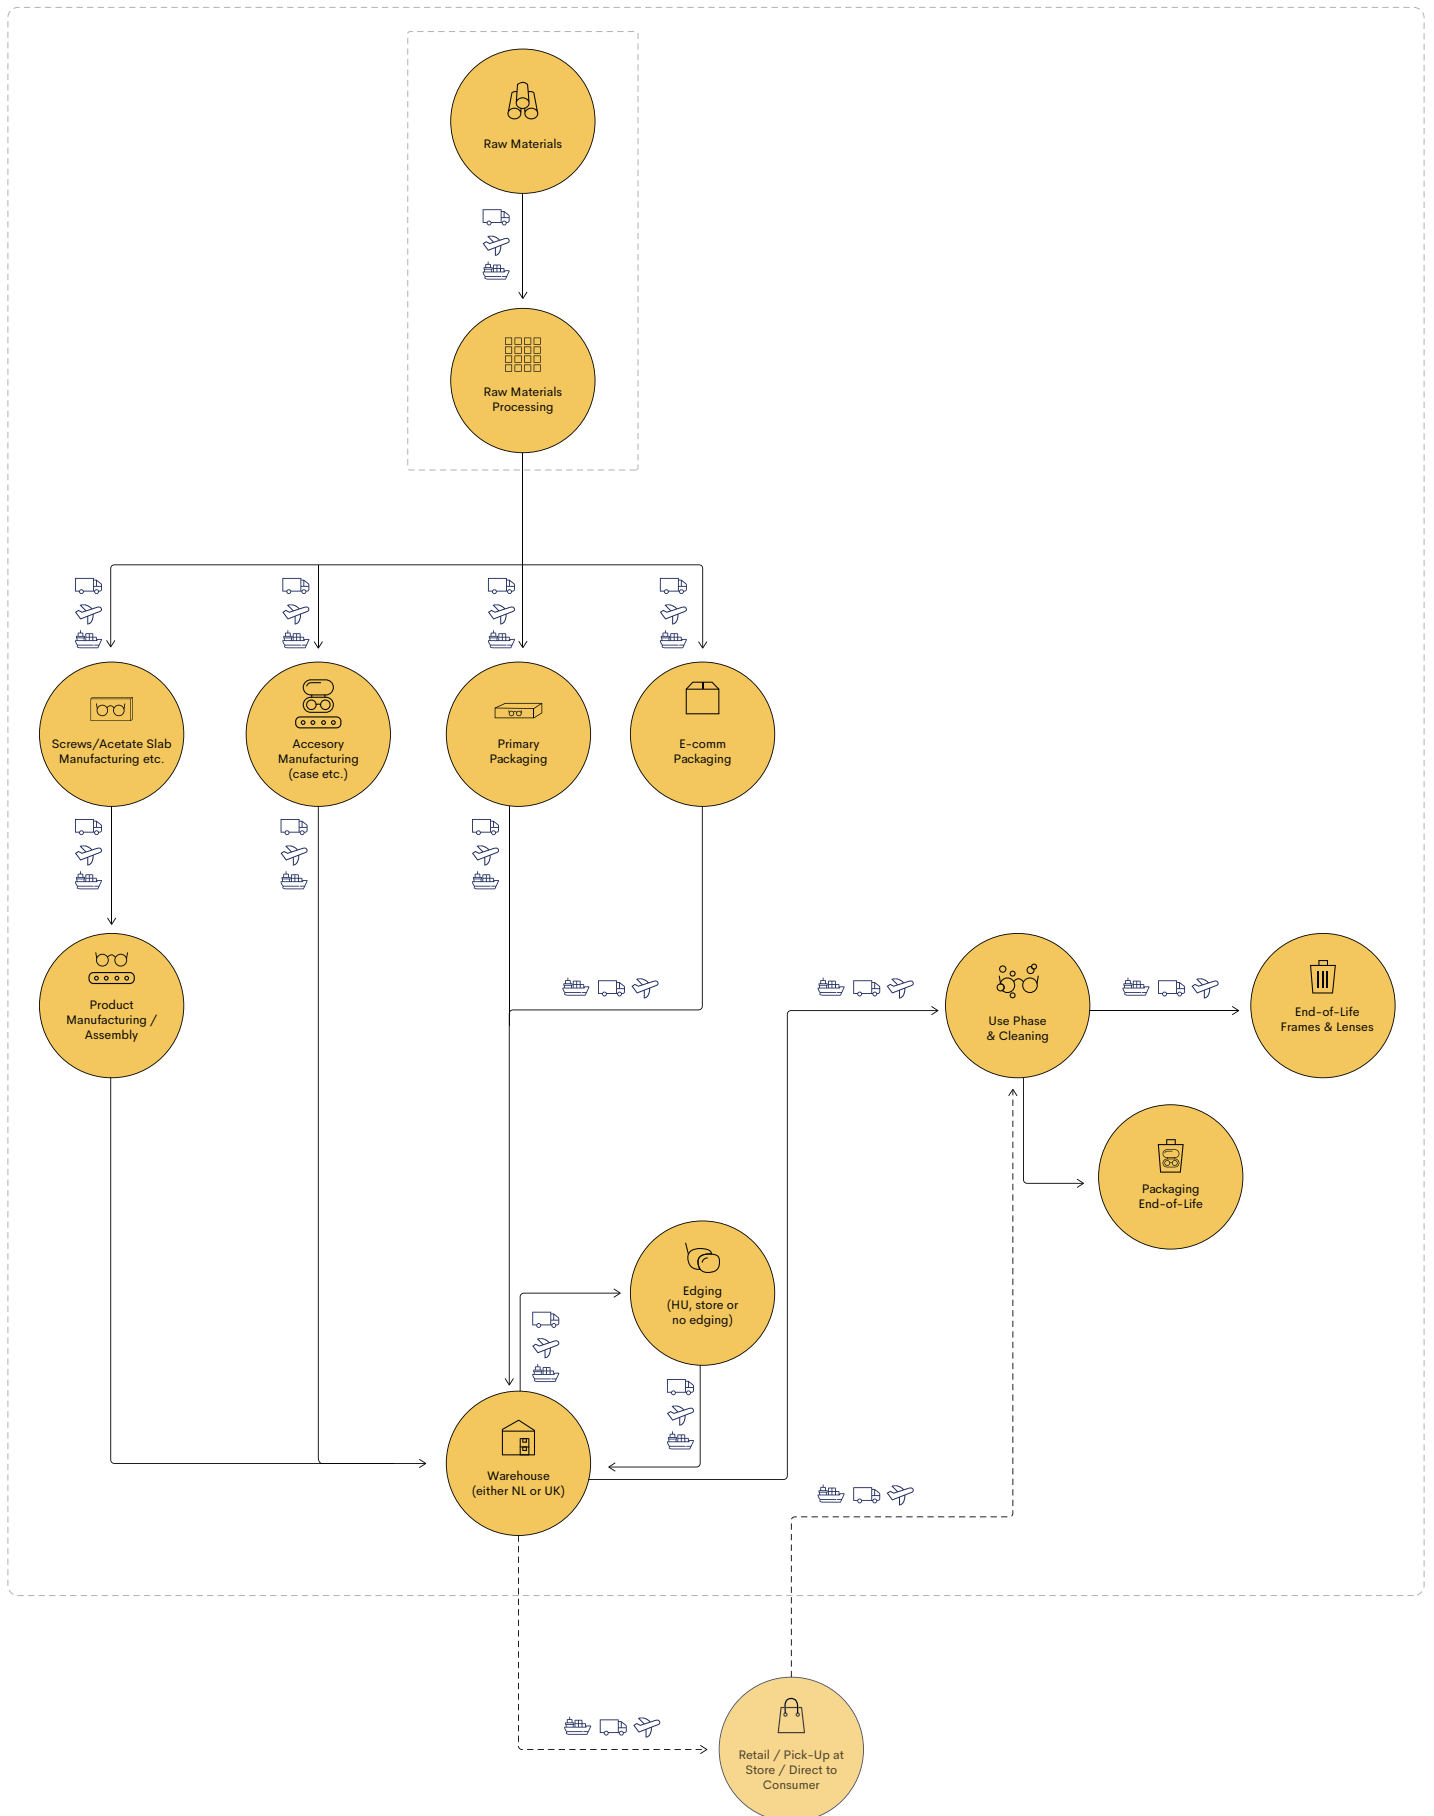 Raw Materials
Raw Materials
Processing
Screws/Acetate Slab
Manufacturing etc.
Accesory
Manufacturing
(case etc.)
Primary
Packaging
E-comm
Packaging
Product
Manufacturing /
Assembly
Use Phase
& Cleaning
End-of-Life
Frames & Lenses
Packaging
End-of-Life
Edging
(HU, store or
no edging)
Warehouse
(either NL or UK)
Retail / Pick-Up at
Store / Direct to
Consumer